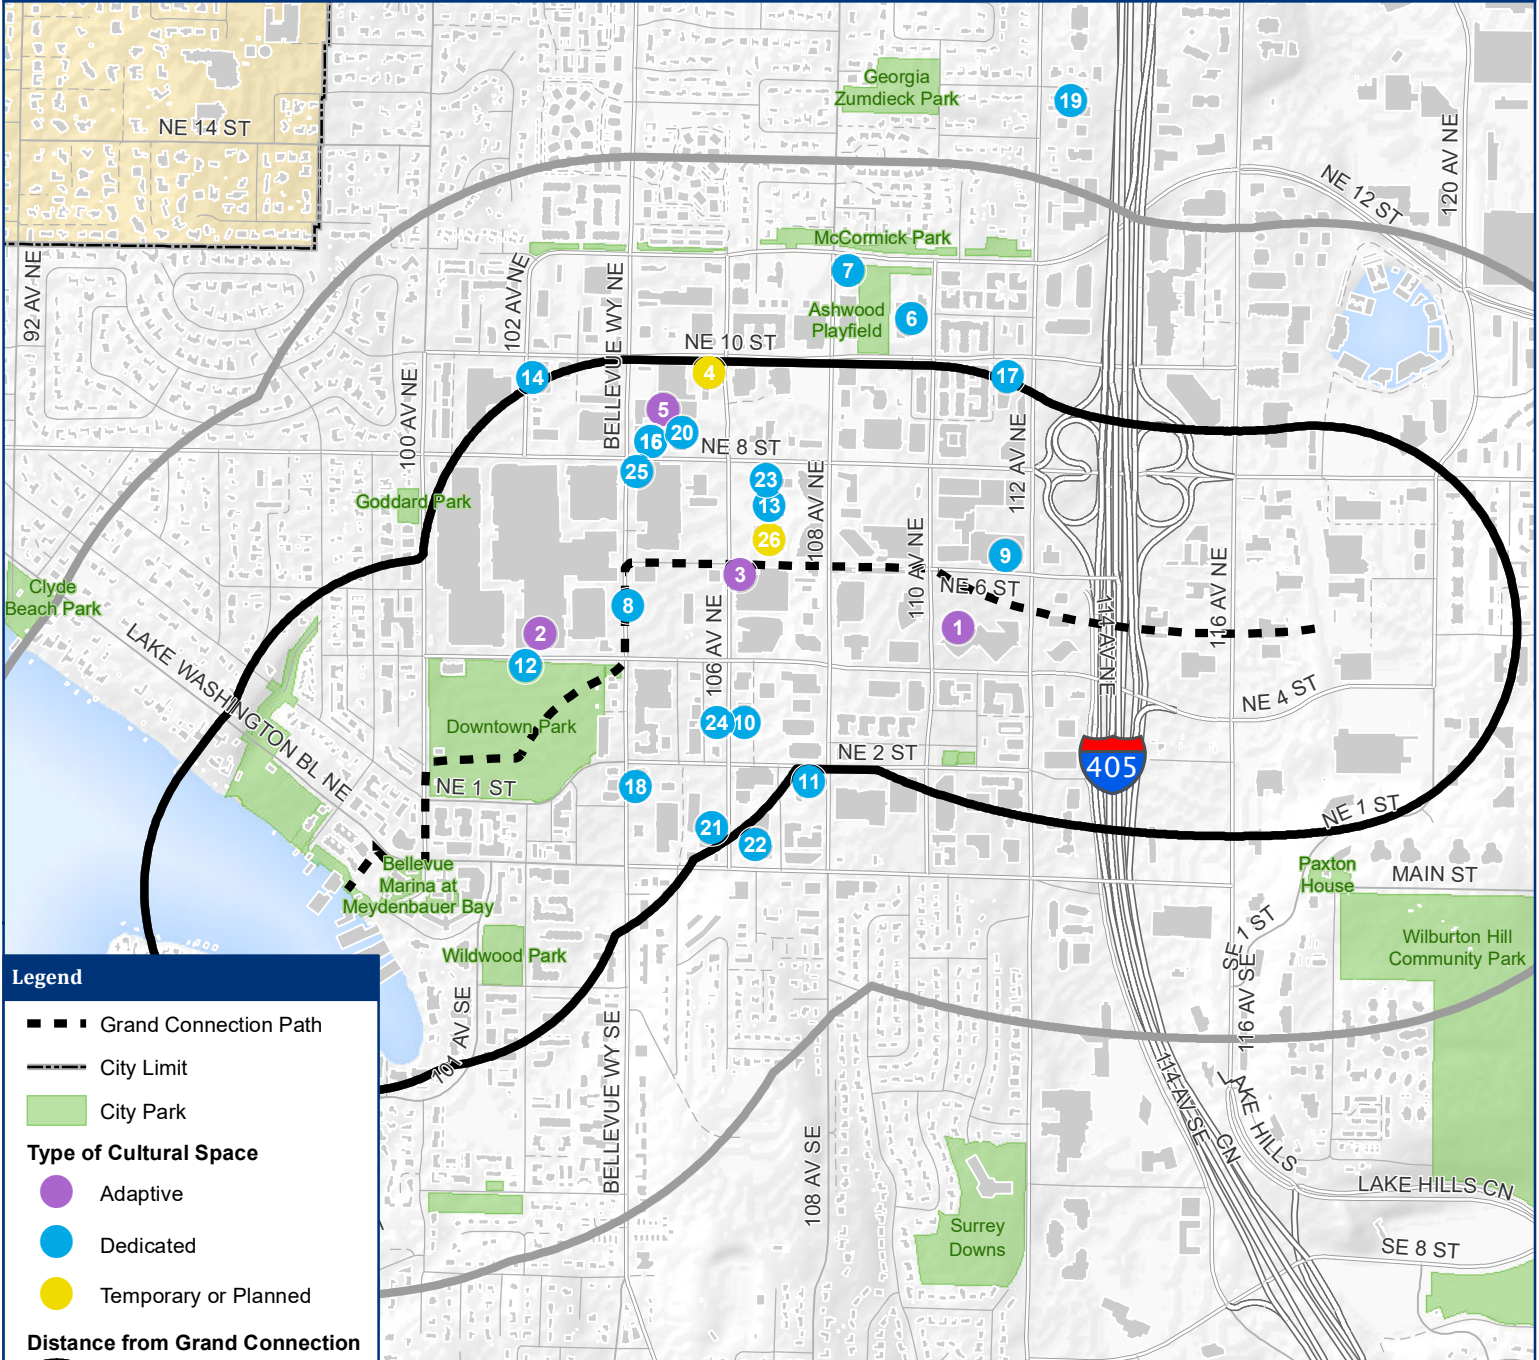 Georgia
Zumdieck Park
19
NE 14 ST
120 AV NE
NE 12 ST
McCormick Park
92 AV NE
102 AV NE
BELLEVUE WY NE
7
Ashwood
Playfield
6
NE 10 ST
14
4
17
100 AV NE
5
16
20
NE 8 ST
112 AV NE
25
23
13
108 AV NE
Goddard Park
26
110 AV NE
9
3
NE 6 ST
116 AV NE
Clyde
Beach Park
8
106 AV NE
1
114 AV NE
2
12
LAKE WASHINGTON BL NE
NE 4 ST
Downtown Park
24
10
NE 2 ST
405
NE 1 ST
18
11
NE 1 ST
21
22
Bellevue
Marina at
Meydenbauer Bay
Paxton
House
MAIN ST
Wildwood Park
SE 1 ST
Wilburton Hill
Community Park
116 AV SE
101 AV SE
BELLEVUE WY SE
114 AV SE
CN
LAKE HILLS
108 AV SE
LAKE HILLS CN
Surrey
Downs
SE 8 ST
Legend
Grand Connection Path
City Limit
City Park
Type of Cultural Space
Adaptive
Dedicated
Temporary or Planned
Distance from Grand Connection